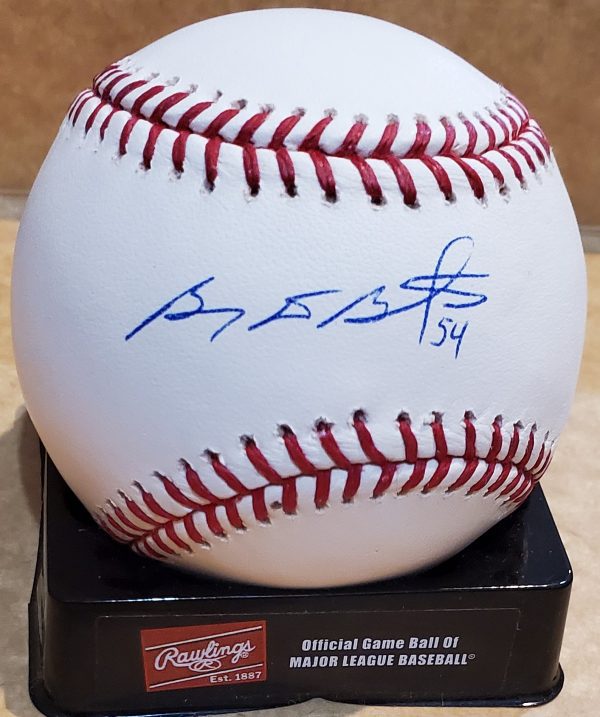 54
Rawlings
Est. 1887
Official Game Ball Of
MAJOR LEAGUE BASEBALL®